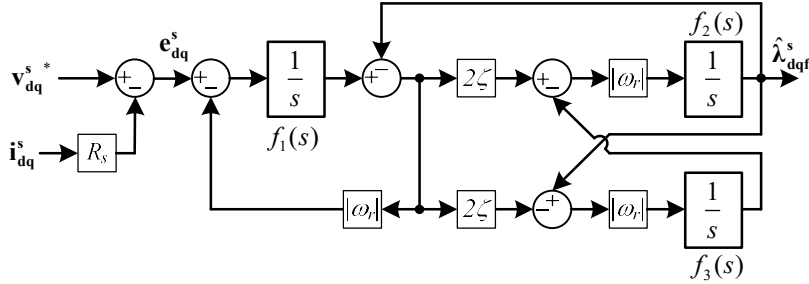 f₂(s)
e^s_dq
λ̂^s_dqf
v^s_dq*
+ −
+ −
1/s
+ −
2ζ
+ −
|ω_r|
1/s
f₁(s)
i^s_dq
R_s
|ω_r|
2ζ
− +
|ω_r|
1/s
f₃(s)